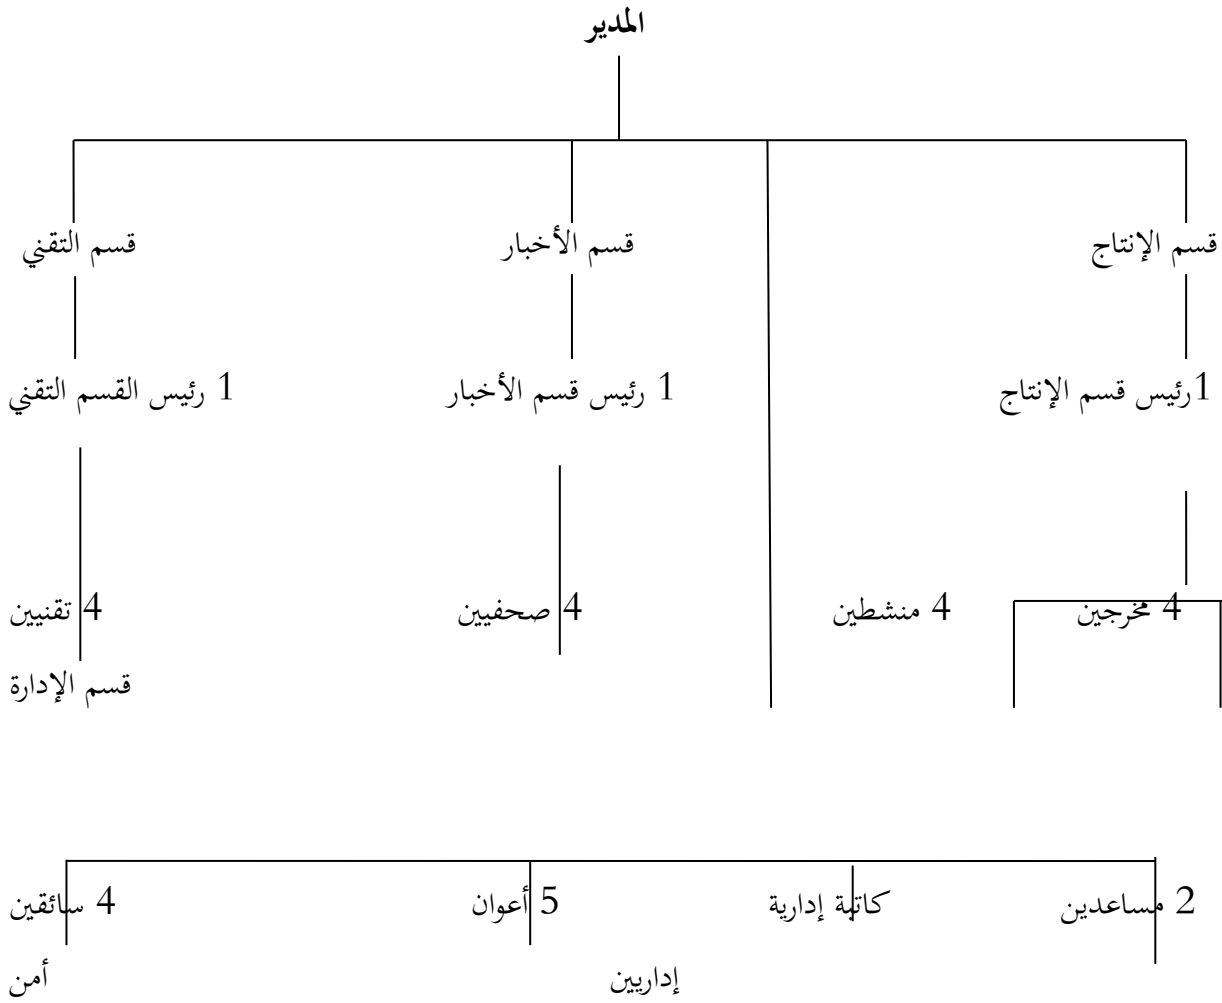 المدير
قسم الإنتاج قسم الأخبار قسم التقني
1رئيس قسم الإنتاج 1 رئيس قسم الأخبار 1 رئيس القسم التقني
4 مخرجين 4 منشطين 4 صحفيين 4 تقنيين
قسم الإدارة
2 مساعدين كاتبة إدارية 5 أعوان 4 سائقين
إداريين أمن